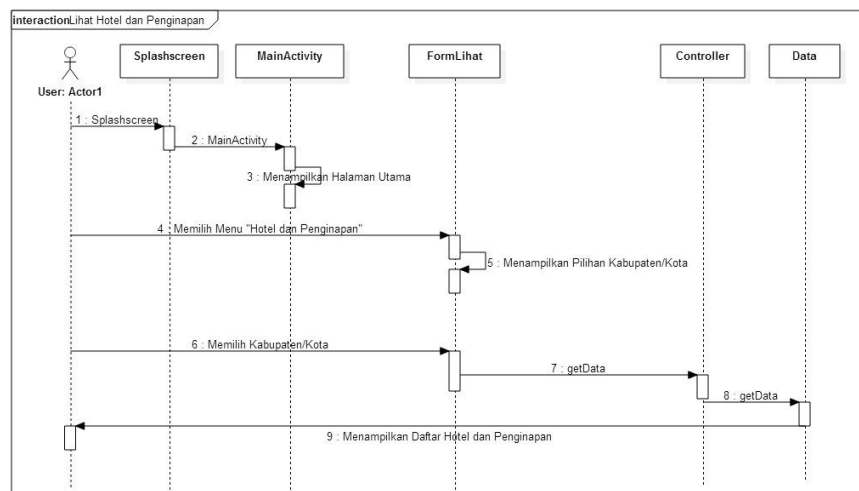 interactionLihat Hotel dan Penginapan
Splashscreen
MainActivity
FormLihat
Controller
Data
User: Actor1
1 : Splashscreen
2 : MainActivity
3 : Menampilkan Halaman Utama
4 : Memilih Menu "Hotel dan Penginapan"
5 : Menampilkan Pilihan Kabupaten/Kota
6 : Memilih Kabupaten/Kota
7 : getData
8 : getData
9 : Menampilkan Daftar Hotel dan Penginapan